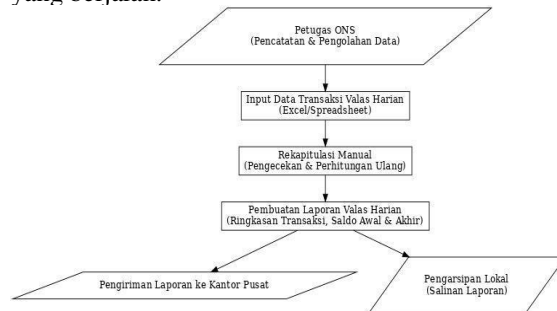 yang berjalan.
Petugas ONS
(Pencatatan & Pengolahan Data)
Input Data Transaksi Valas Harian
(Excel/Spreadsheet)
Rekapitulasi Manual
(Pengecekan & Perhitungan Ulang)
Pembuatan Laporan Valas Harian
(Ringkasan Transaksi, Saldo Awal & Akhir)
Pengiriman Laporan ke Kantor Pusat
Pengarsipan Lokal
(Salinan Laporan)